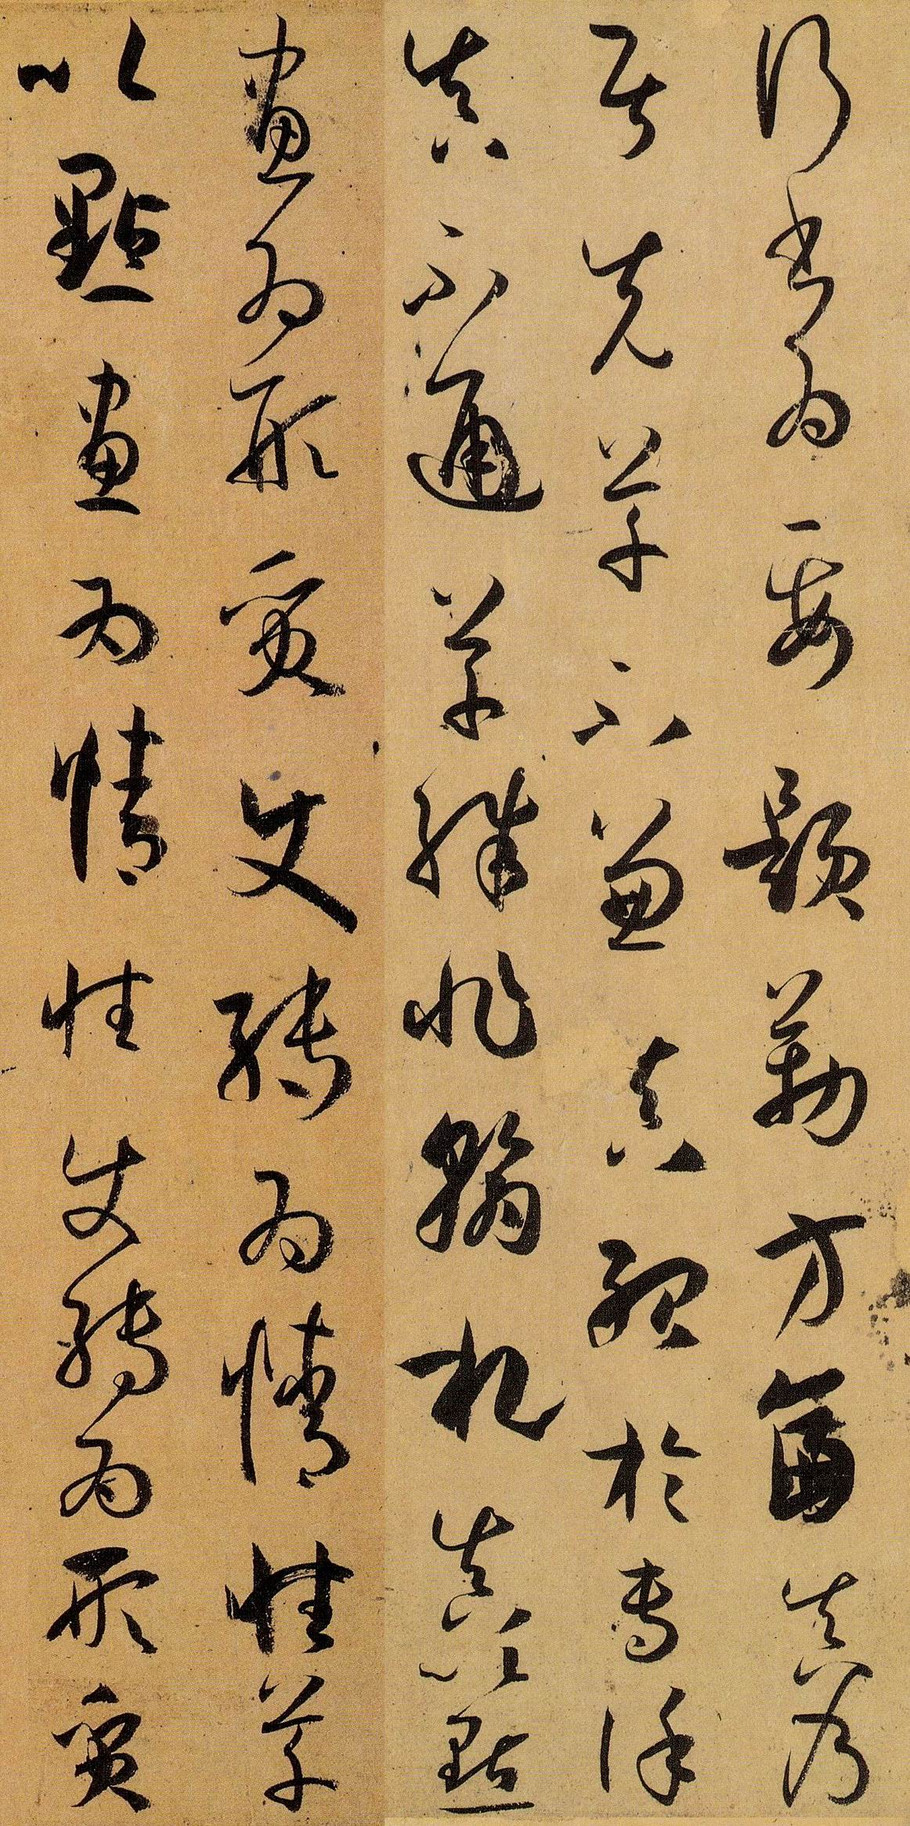 行書為要題勒方幅真乃
居先草不兼真殆於專謹
真不通草殊非翰札真以點
畫為形質使轉為情性草
以點畫為情性使轉為形質